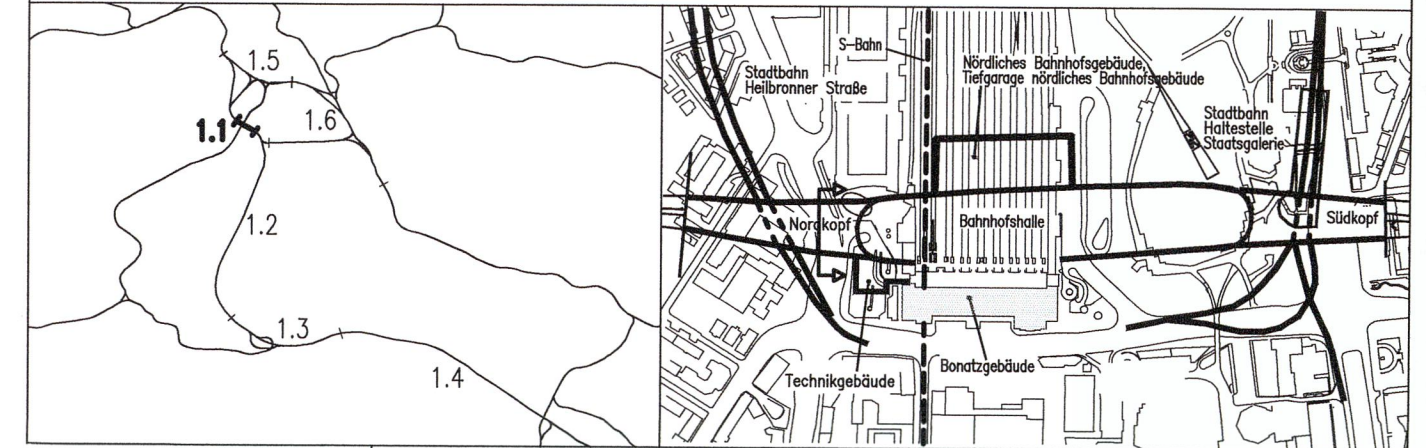 1.5
1.6
1.1
1.2
1.3
1.4
S-Bahn
Stadtbahn
Heilbronner Straße
Nördliches Bahnhofsgebäude,
Tiefgarage nördliches Bahnhofsgebäude
Stadtbahn
Haltestelle
Staatsgalerie
Nordkopf
Bahnhofshalle
Südkopf
Technikgebäude
Bonatzgebäude